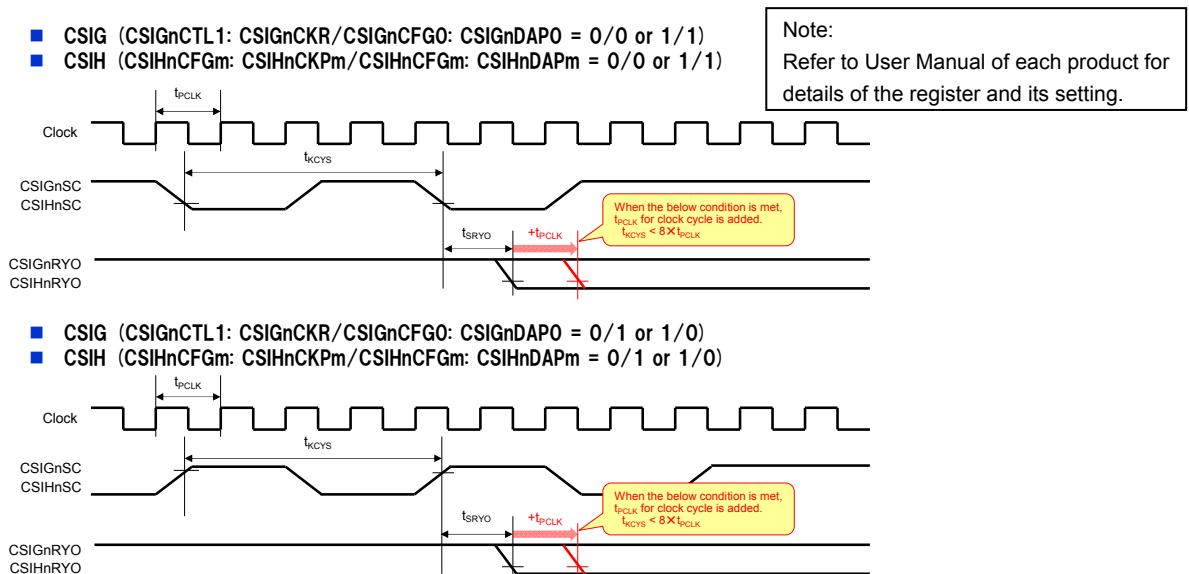 ■ CSIG (CSIGnCTL1: CSIGnCKR/CSIGnCFG0: CSIGnDAP0 = 0/0 or 1/1)
■ CSIH (CSIHnCFGm: CSIHnCKPm/CSIHnCFGm: CSIHnDAPm = 0/0 or 1/1)
Note:
Refer to User Manual of each product for
details of the register and its setting.
tPCLK
Clock
tKCYS
CSIGnSC
CSIHnSC
When the below condition is met,
tPCLK for clock cycle is added.
tKCYS < 8×tPCLK
tSRYO
+tPCLK
CSIGnRYO
CSIHnRYO
■ CSIG (CSIGnCTL1: CSIGnCKR/CSIGnCFG0: CSIGnDAP0 = 0/1 or 1/0)
■ CSIH (CSIHnCFGm: CSIHnCKPm/CSIHnCFGm: CSIHnDAPm = 0/1 or 1/0)
tPCLK
Clock
tKCYS
CSIGnSC
CSIHnSC
When the below condition is met,
tPCLK for clock cycle is added.
tKCYS < 8×tPCLK
tSRYO
+tPCLK
CSIGnRYO
CSIHnRYO